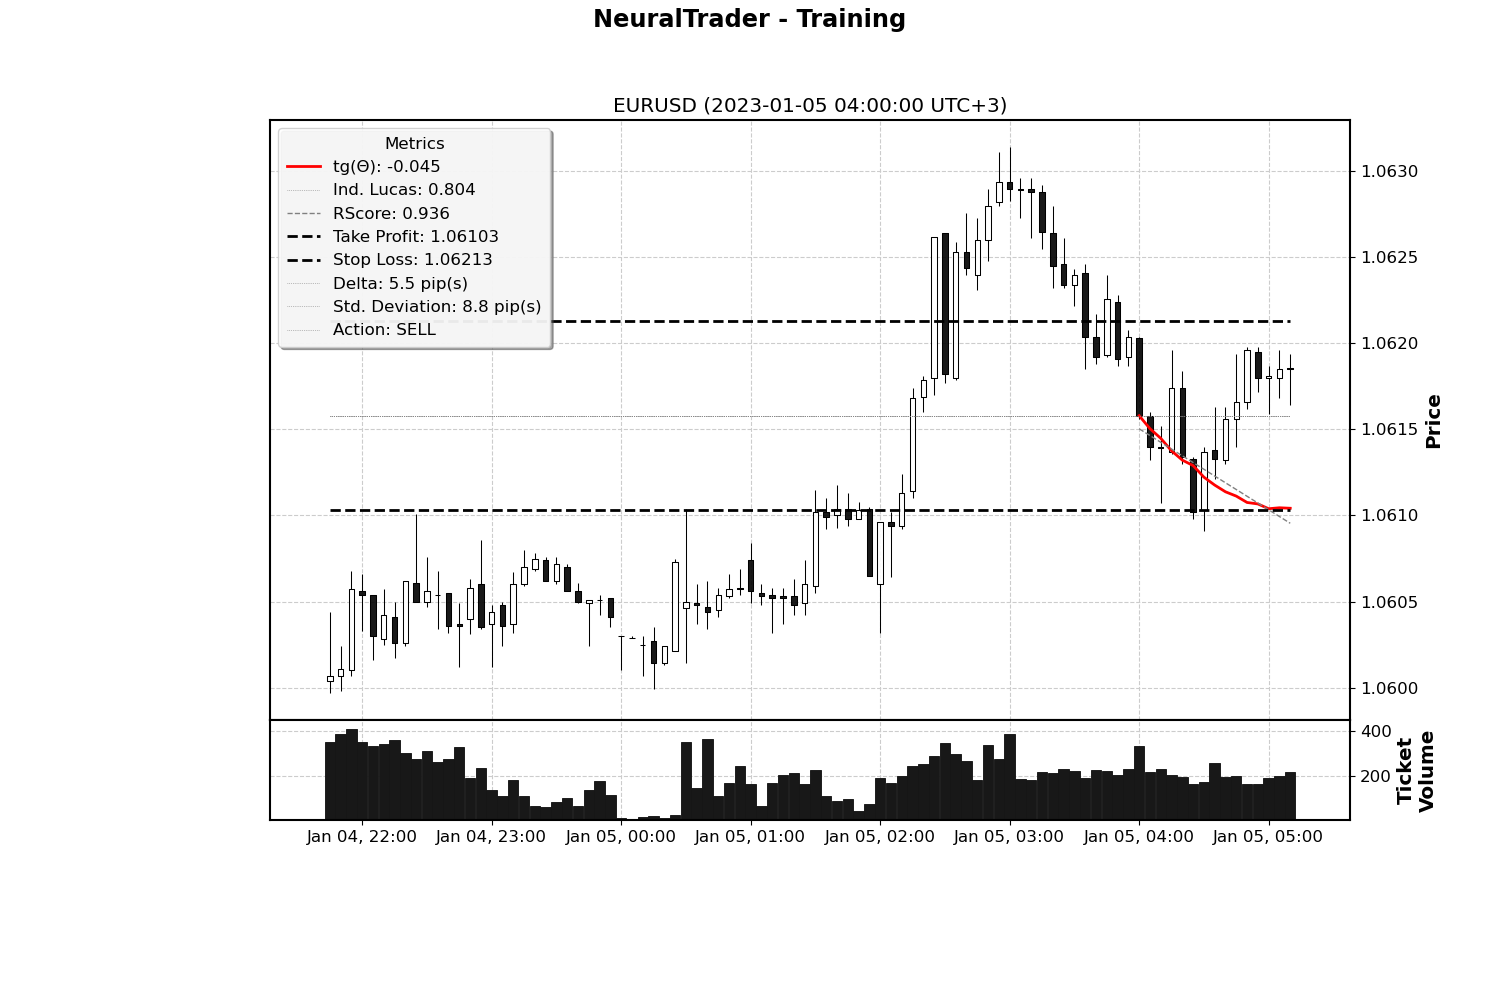 NeuralTrader - Training
EURUSD (2023-01-05 04:00:00 UTC+3)
Metrics
tg(Θ): -0.045
Ind. Lucas: 0.804
RScore: 0.936
Take Profit: 1.06103
Stop Loss: 1.06213
Delta: 5.5 pip(s)
Std. Deviation: 8.8 pip(s)
Action: SELL
1.0630
1.0625
1.0620
1.0615
1.0610
1.0605
1.0600
Price
400
200
Ticket
Volume
Jan 04, 22:00
Jan 04, 23:00
Jan 05, 00:00
Jan 05, 01:00
Jan 05, 02:00
Jan 05, 03:00
Jan 05, 04:00
Jan 05, 05:00